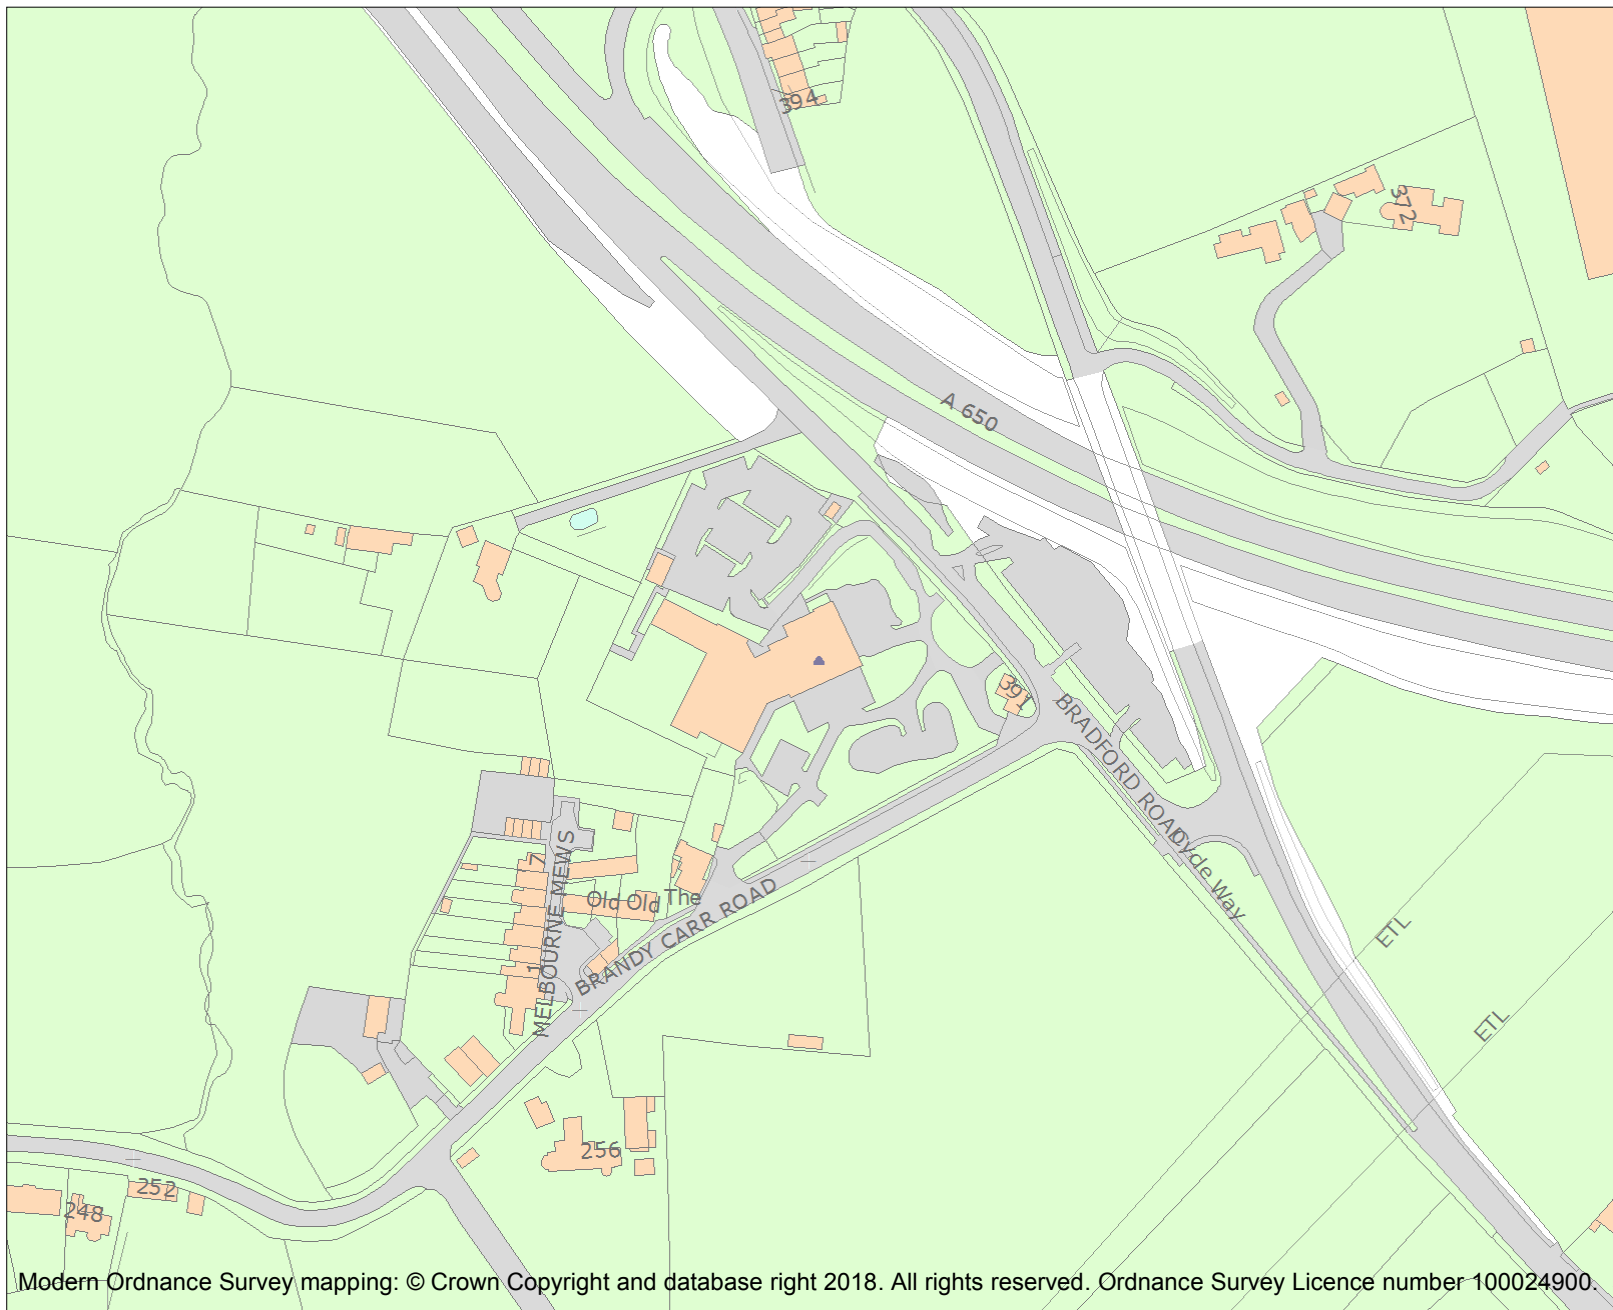 394
372
A 650
391
BRADFORD ROAD
Cycle Way
7
MELBOURNE MEWS
Old Old The
BRANDY CARR ROAD
1
ETL
ETL
256
252
248
Modern Ordnance Survey mapping: © Crown Copyright and database right 2018. All rights reserved. Ordnance Survey Licence number 100024900.